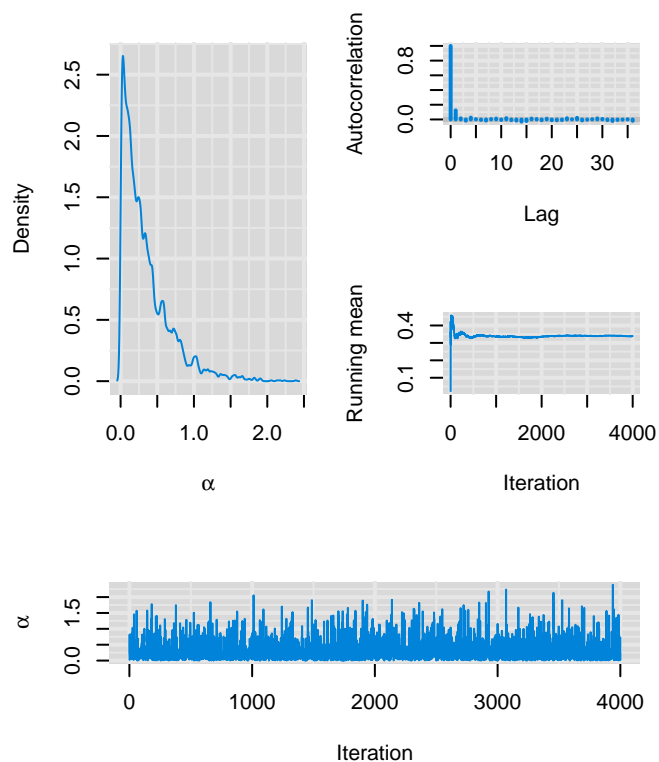 Density
2.5
2.0
1.5
1.0
0.5
0.0
0.0 1.0 2.0
α
Autocorrelation
0.8
0.0
0 10 20 30
Lag
Running mean
0.4
0.1
0 2000 4000
Iteration
α
1.5
0.0
0 1000 2000 3000 4000
Iteration